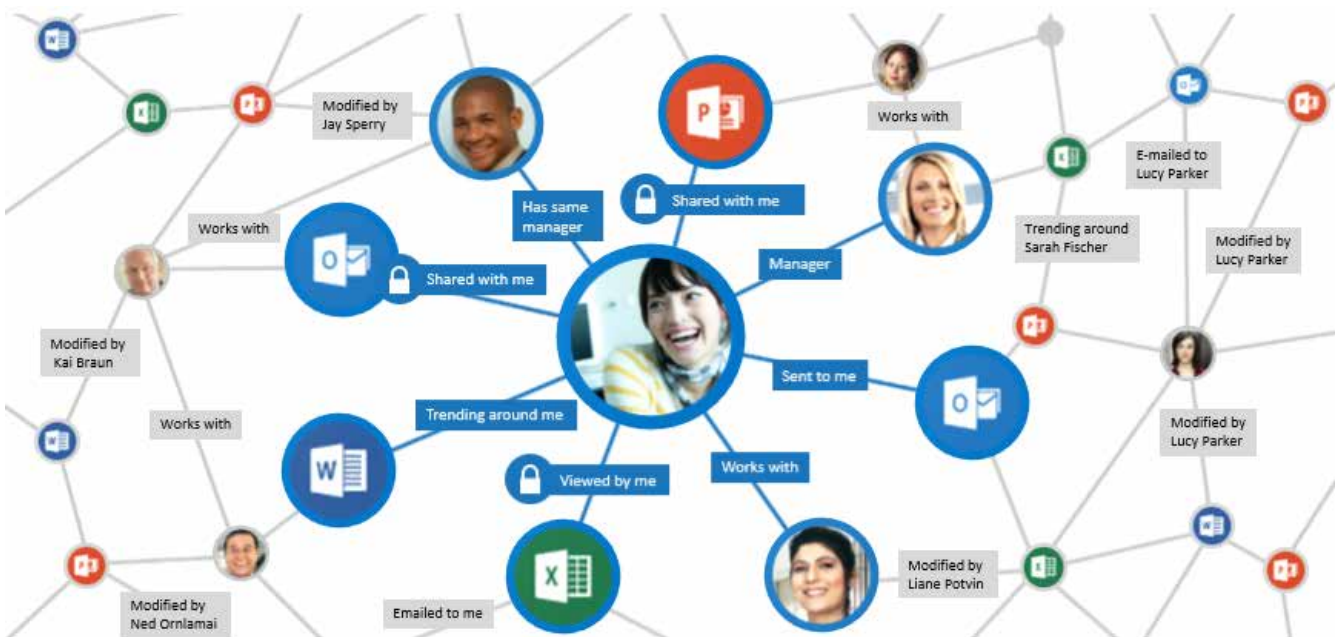 Modified by
Jay Sperry
Works with
E-mailed to
Lucy Parker
Shared with me
Has same
manager
Works with
Trending around
Sarah Fischer
Modified by
Lucy Parker
Manager
Shared with me
Modified by
Kai Braun
Sent to me
Trending around me
Works with
Modified by
Lucy Parker
Works with
Viewed by me
Modified by
Liane Potvin
Modified by
Ned Ornlamai
Emailed to me
W
X
P
P
O
P
X
O
P
W
W
O
P
X
X
W
P
P